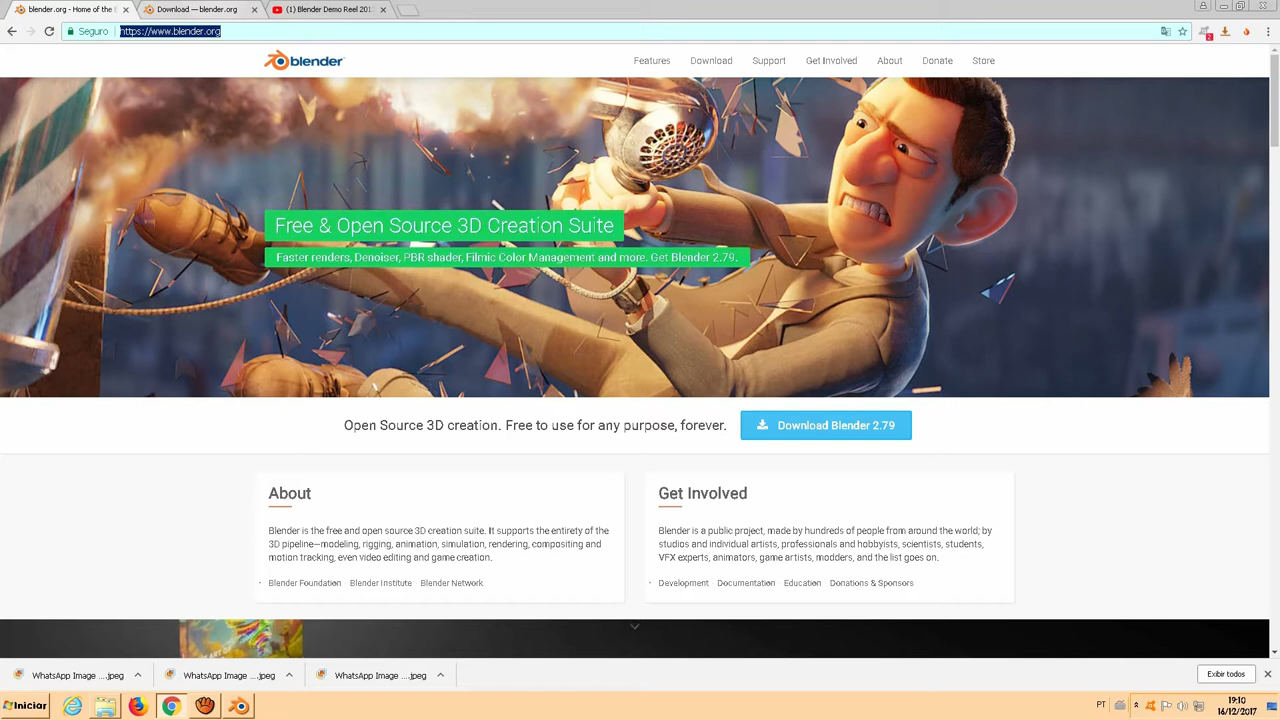 blender.org - Home of the B
Download — blender.org
(1) Blender Demo Reel 201
Seguro
https://www.blender.org
2
blender
Features
Download
Support
Get Involved
About
Donate
Store
Free & Open Source 3D Creation Suite
Faster renders, Denoiser, PBR shader, Filmic Color Management and more. Get Blender 2.79.
Open Source 3D creation. Free to use for any purpose, forever.
Download Blender 2.79
About
Blender is the free and open source 3D creation suite. It supports the entirety of the
3D pipeline—modeling, rigging, animation, simulation, rendering, compositing and
motion tracking, even video editing and game creation.
Blender Foundation
Blender Institute
Blender Network
Get Involved
Blender is a public project, made by hundreds of people from around the world; by
studios and individual artists, professionals and hobbyists, scientists, students,
VFX experts, animators, game artists, modders, and the list goes on.
Development
Documentation
Education
Donations & Sponsors
WhatsApp Image ....jpeg
WhatsApp Image ....jpeg
WhatsApp Image ....jpeg
Exibir todos
Iniciar
PT
19:10
16/12/2017